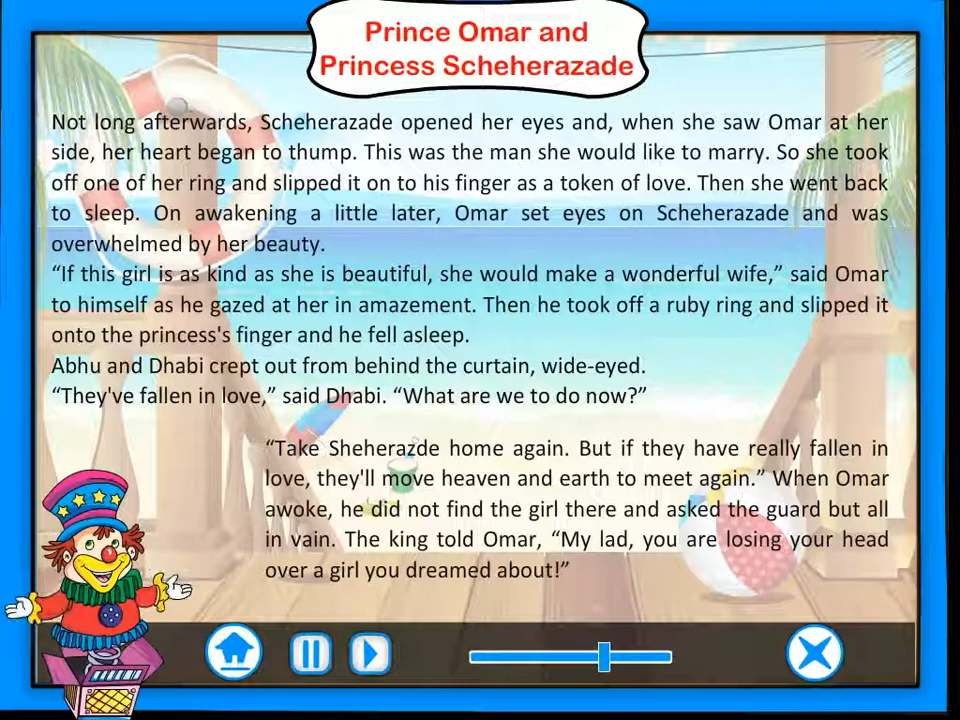 Prince Omar and
Princess Scheherazade
Not long afterwards, Scheherazade opened her eyes and, when she saw Omar at her
side, her heart began to thump. This was the man she would like to marry. So she took
off one of her ring and slipped it on to his finger as a token of love. Then she went back
to sleep. On awakening a little later, Omar set eyes on Scheherazade and was
overwhelmed by her beauty.
“If this girl is as kind as she is beautiful, she would make a wonderful wife,” said Omar
to himself as he gazed at her in amazement. Then he took off a ruby ring and slipped it
onto the princess's finger and he fell asleep.
Abhu and Dhabi crept out from behind the curtain, wide-eyed.
“They've fallen in love,” said Dhabi. “What are we to do now?”
“Take Sheherazde home again. But if they have really fallen in
love, they'll move heaven and earth to meet again.” When Omar
awoke, he did not find the girl there and asked the guard but all
in vain. The king told Omar, “My lad, you are losing your head
over a girl you dreamed about!”